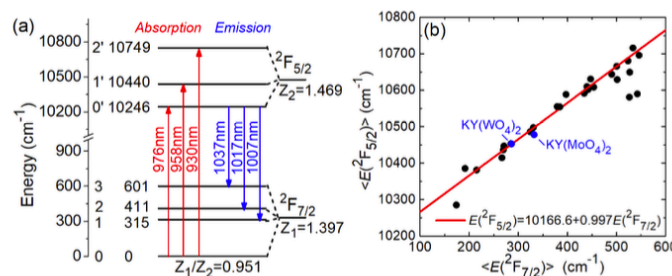 (a) Absorption Emission
10800
10500
10200
600
300
0
Energy (cm⁻¹)
2' 10749
1' 10440
0' 10246
3 601
2 411
1 315
0 0
976nm
958nm
930nm
1037nm
1017nm
1007nm
²F5/2
Z2=1.469
²F7/2
Z1=1.397
Z1/Z2=0.951
(b)
10800
10700
10600
10500
10400
10300
10200
<E(²F5/2)> (cm⁻¹)
KY(WO4)2
KY(MoO4)2
E(²F5/2)=10166.6+0.997E(²F7/2)
100 200 300 400 500 600
<E(²F7/2)> (cm⁻¹)